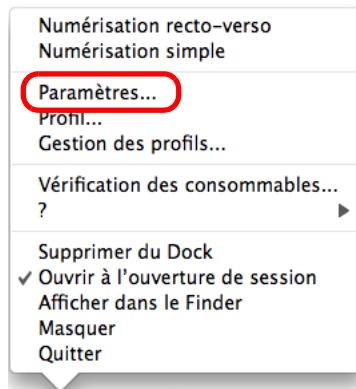 Numérisation recto-verso
Numérisation simple
Paramètres...
Profil...
Gestion des profils...
Vérification des consommables...
?
Supprimer du Dock
✓ Ouvrir à l'ouverture de session
Afficher dans le Finder
Masquer
Quitter